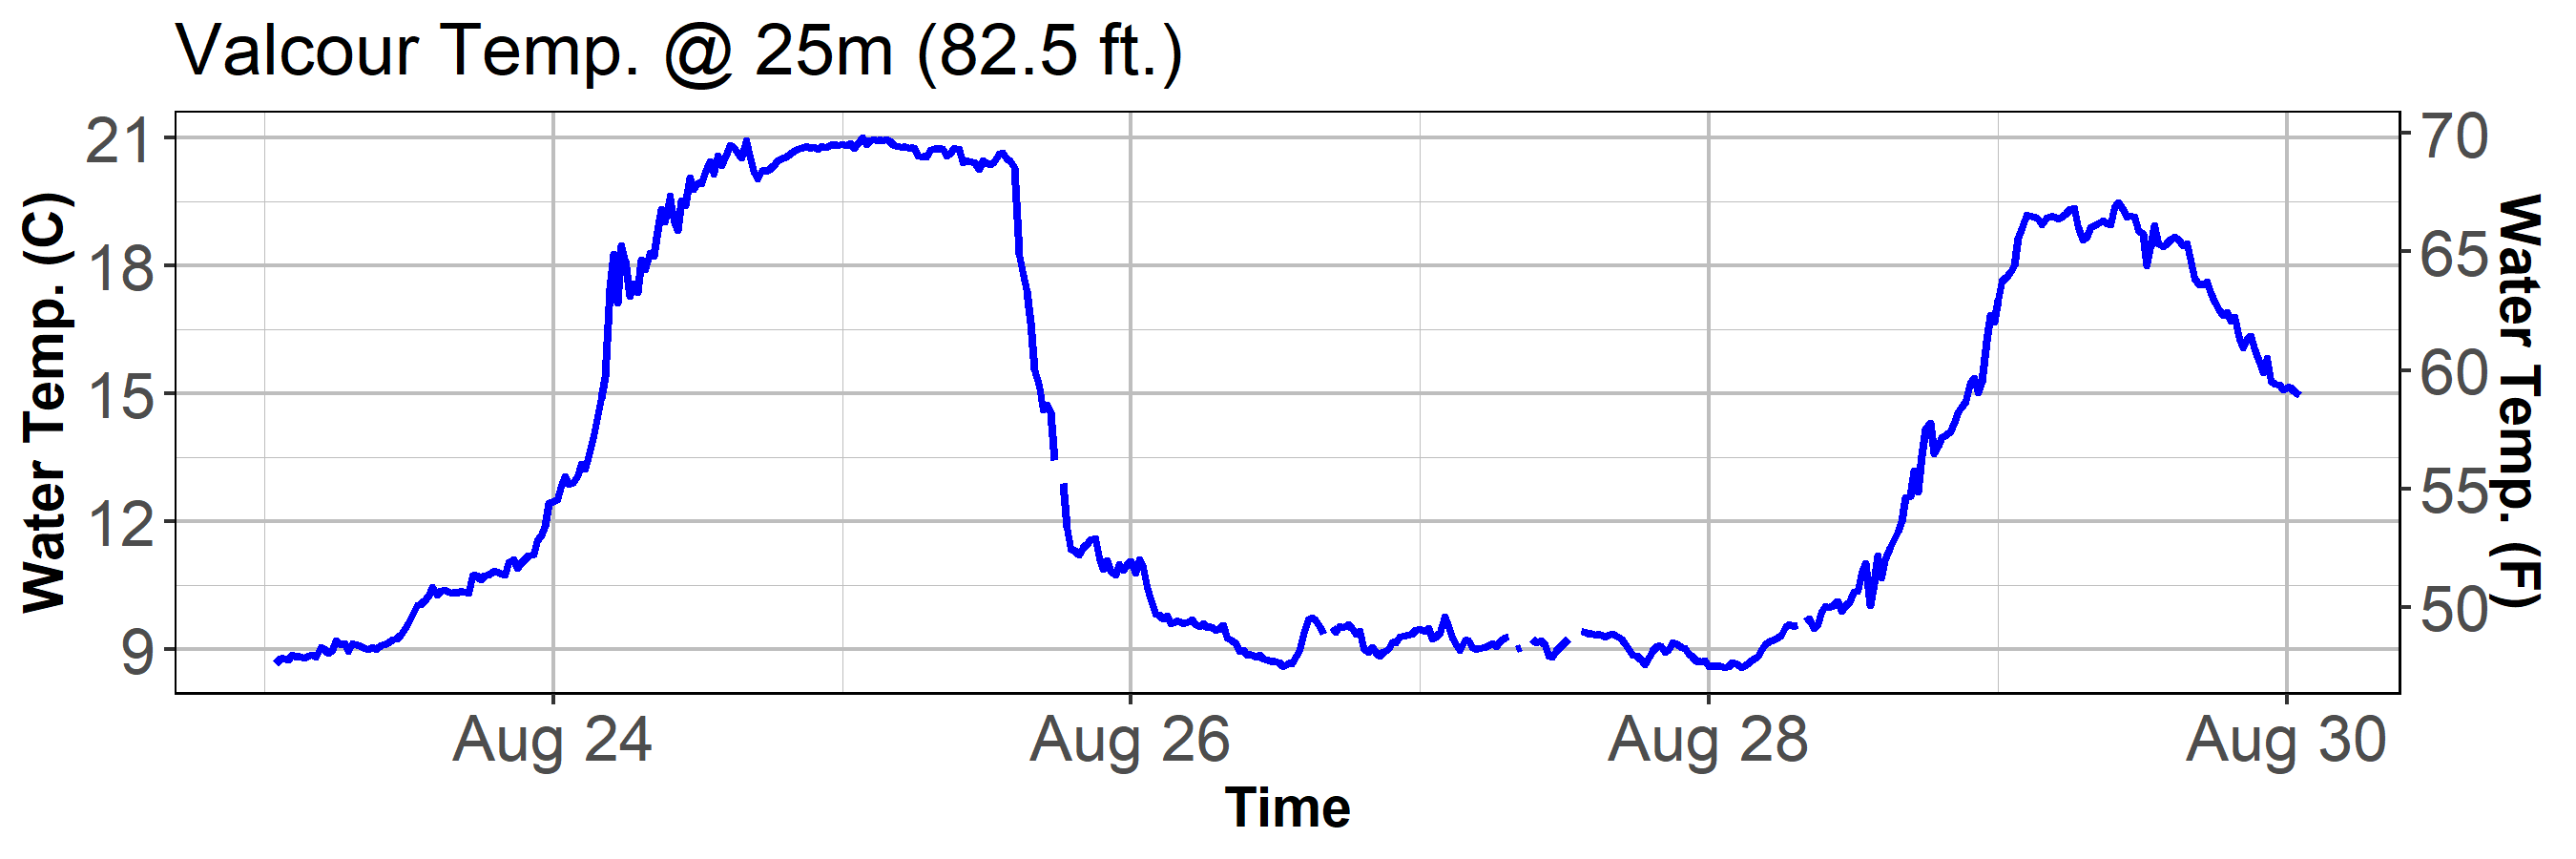 Valcour Temp. @ 25m (82.5 ft.)
Water Temp. (C)
21
18
15
12
9
70
65
60
55
50
Water Temp. (F)
Aug 24
Aug 26
Aug 28
Aug 30
Time